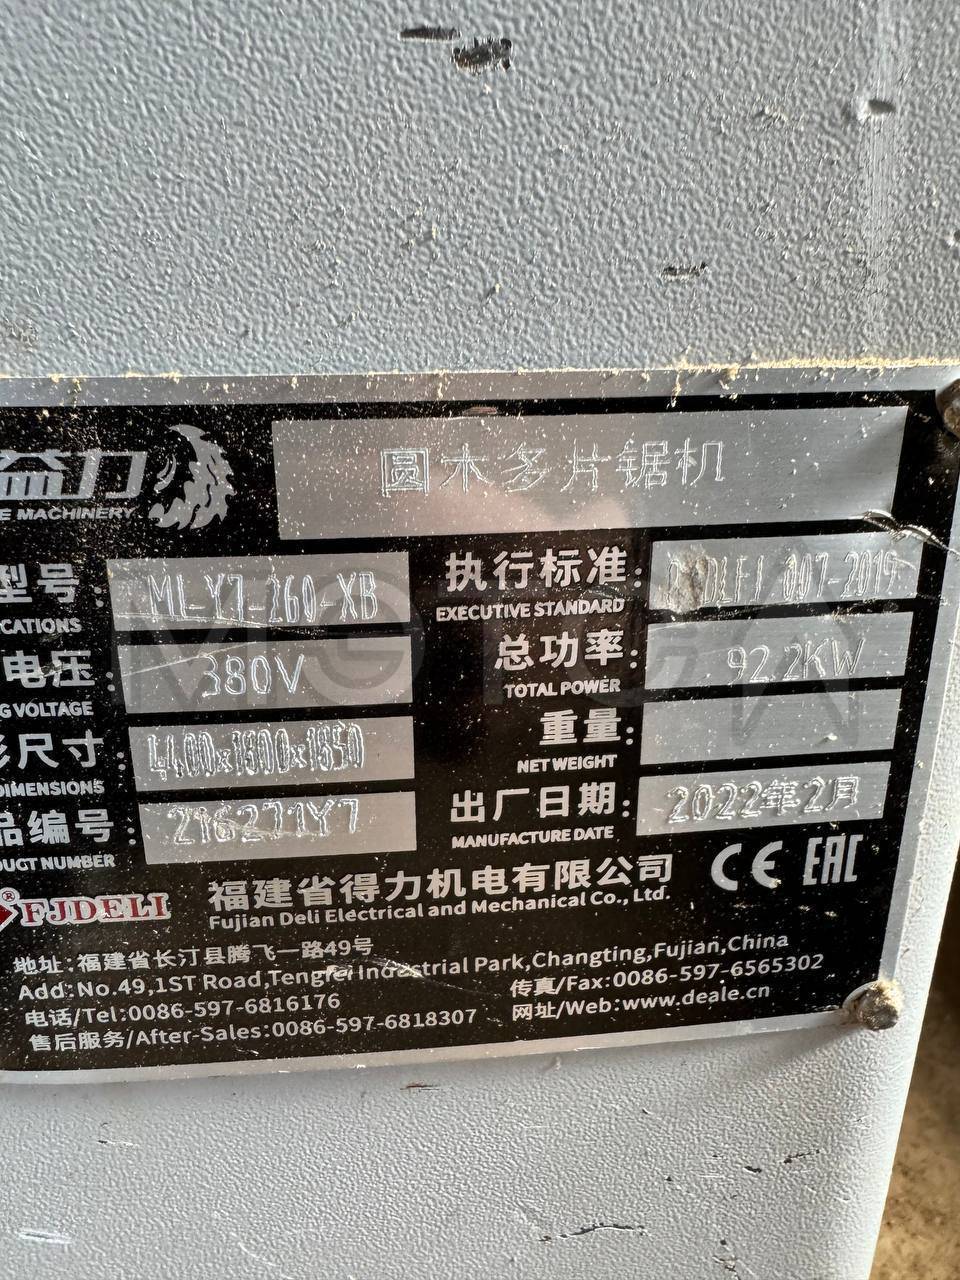 益力
E MACHINERY
圆木多片锯机
型号: ML-Y7-260-XB
CATIONS
执行标准: 007-2019
EXECUTIVE STANDARD
电压: 380V
G VOLTAGE
总功率: 92.2KW
TOTAL POWER
形尺寸: 4400x1800x1850
DIMENSIONS
重量:
NET WEIGHT
品编号: 216271Y7
UCT NUMBER
出厂日期: 2022年2月
MANUFACTURE DATE
CE EAC
®FJDELI
福建省得力机电有限公司
Fujian Deli Electrical and Mechanical Co., Ltd.
地址:福建省长汀县腾飞一路49号
Add:No.49,1ST Road,Tengfei Industrial Park,Changting,Fujian,China
电话/Tel:0086-597-6816176
传真/Fax:0086-597-6565302
售后服务/After-Sales:0086-597-6818307
网址/Web:www.deale.cn